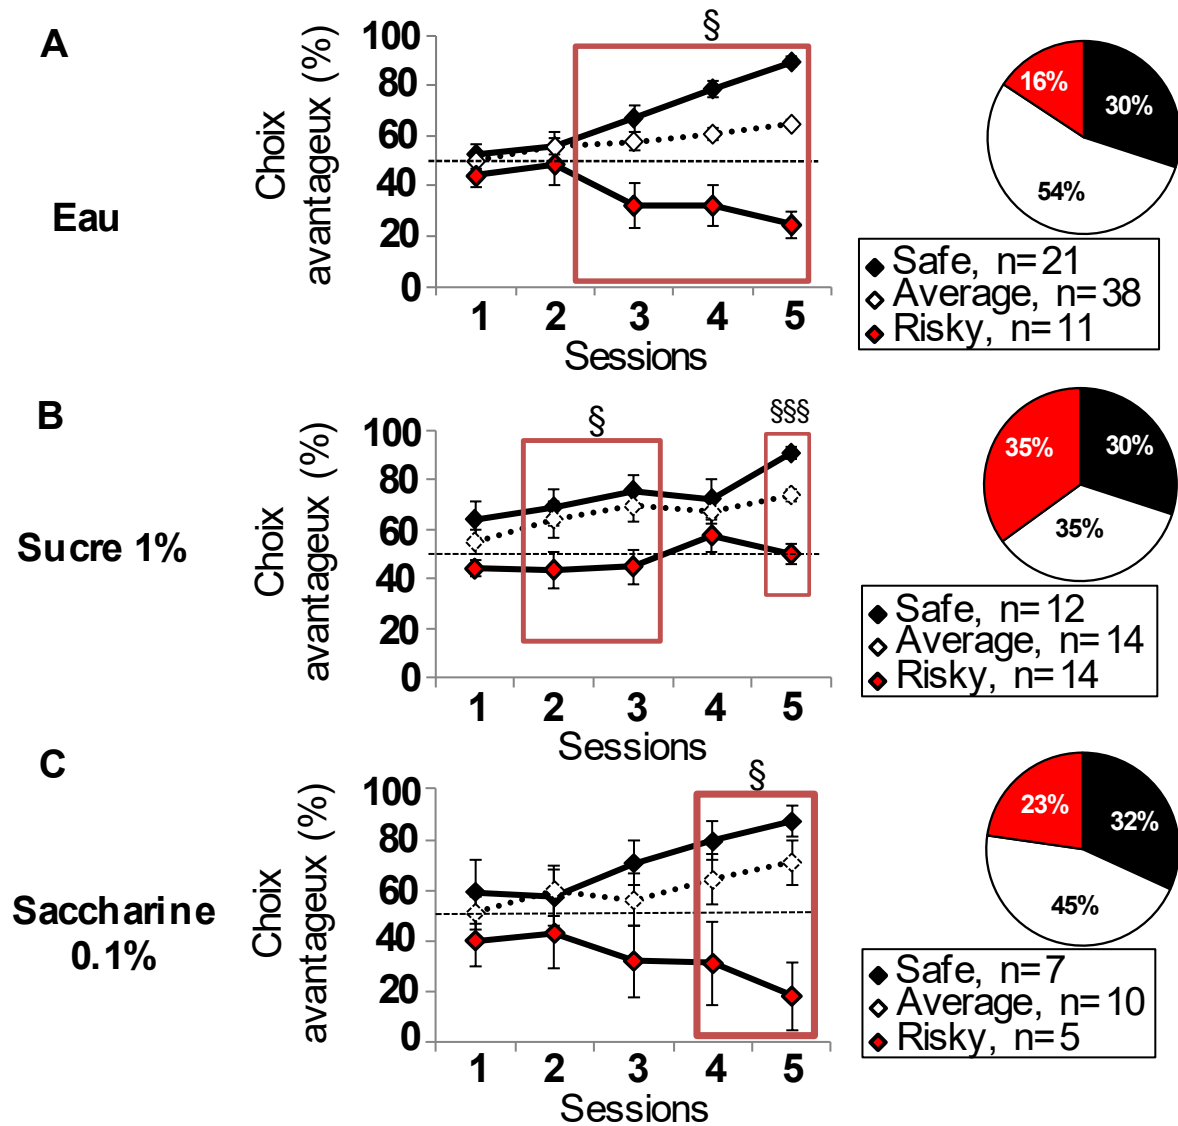 A
Eau
Choix
avantageux (%)
100
80
60
40
20
0
§
1 2 3 4 5
Sessions
16%
30%
54%
Safe, n=21
Average, n=38
Risky, n=11
B
Sucre 1%
Choix
avantageux (%)
100
80
60
40
20
0
§
§§§
1 2 3 4 5
Sessions
35%
30%
35%
Safe, n=12
Average, n=14
Risky, n=14
C
Saccharine
0.1%
Choix
avantageux (%)
100
80
60
40
20
0
§
1 2 3 4 5
Sessions
23%
32%
45%
Safe, n=7
Average, n=10
Risky, n=5